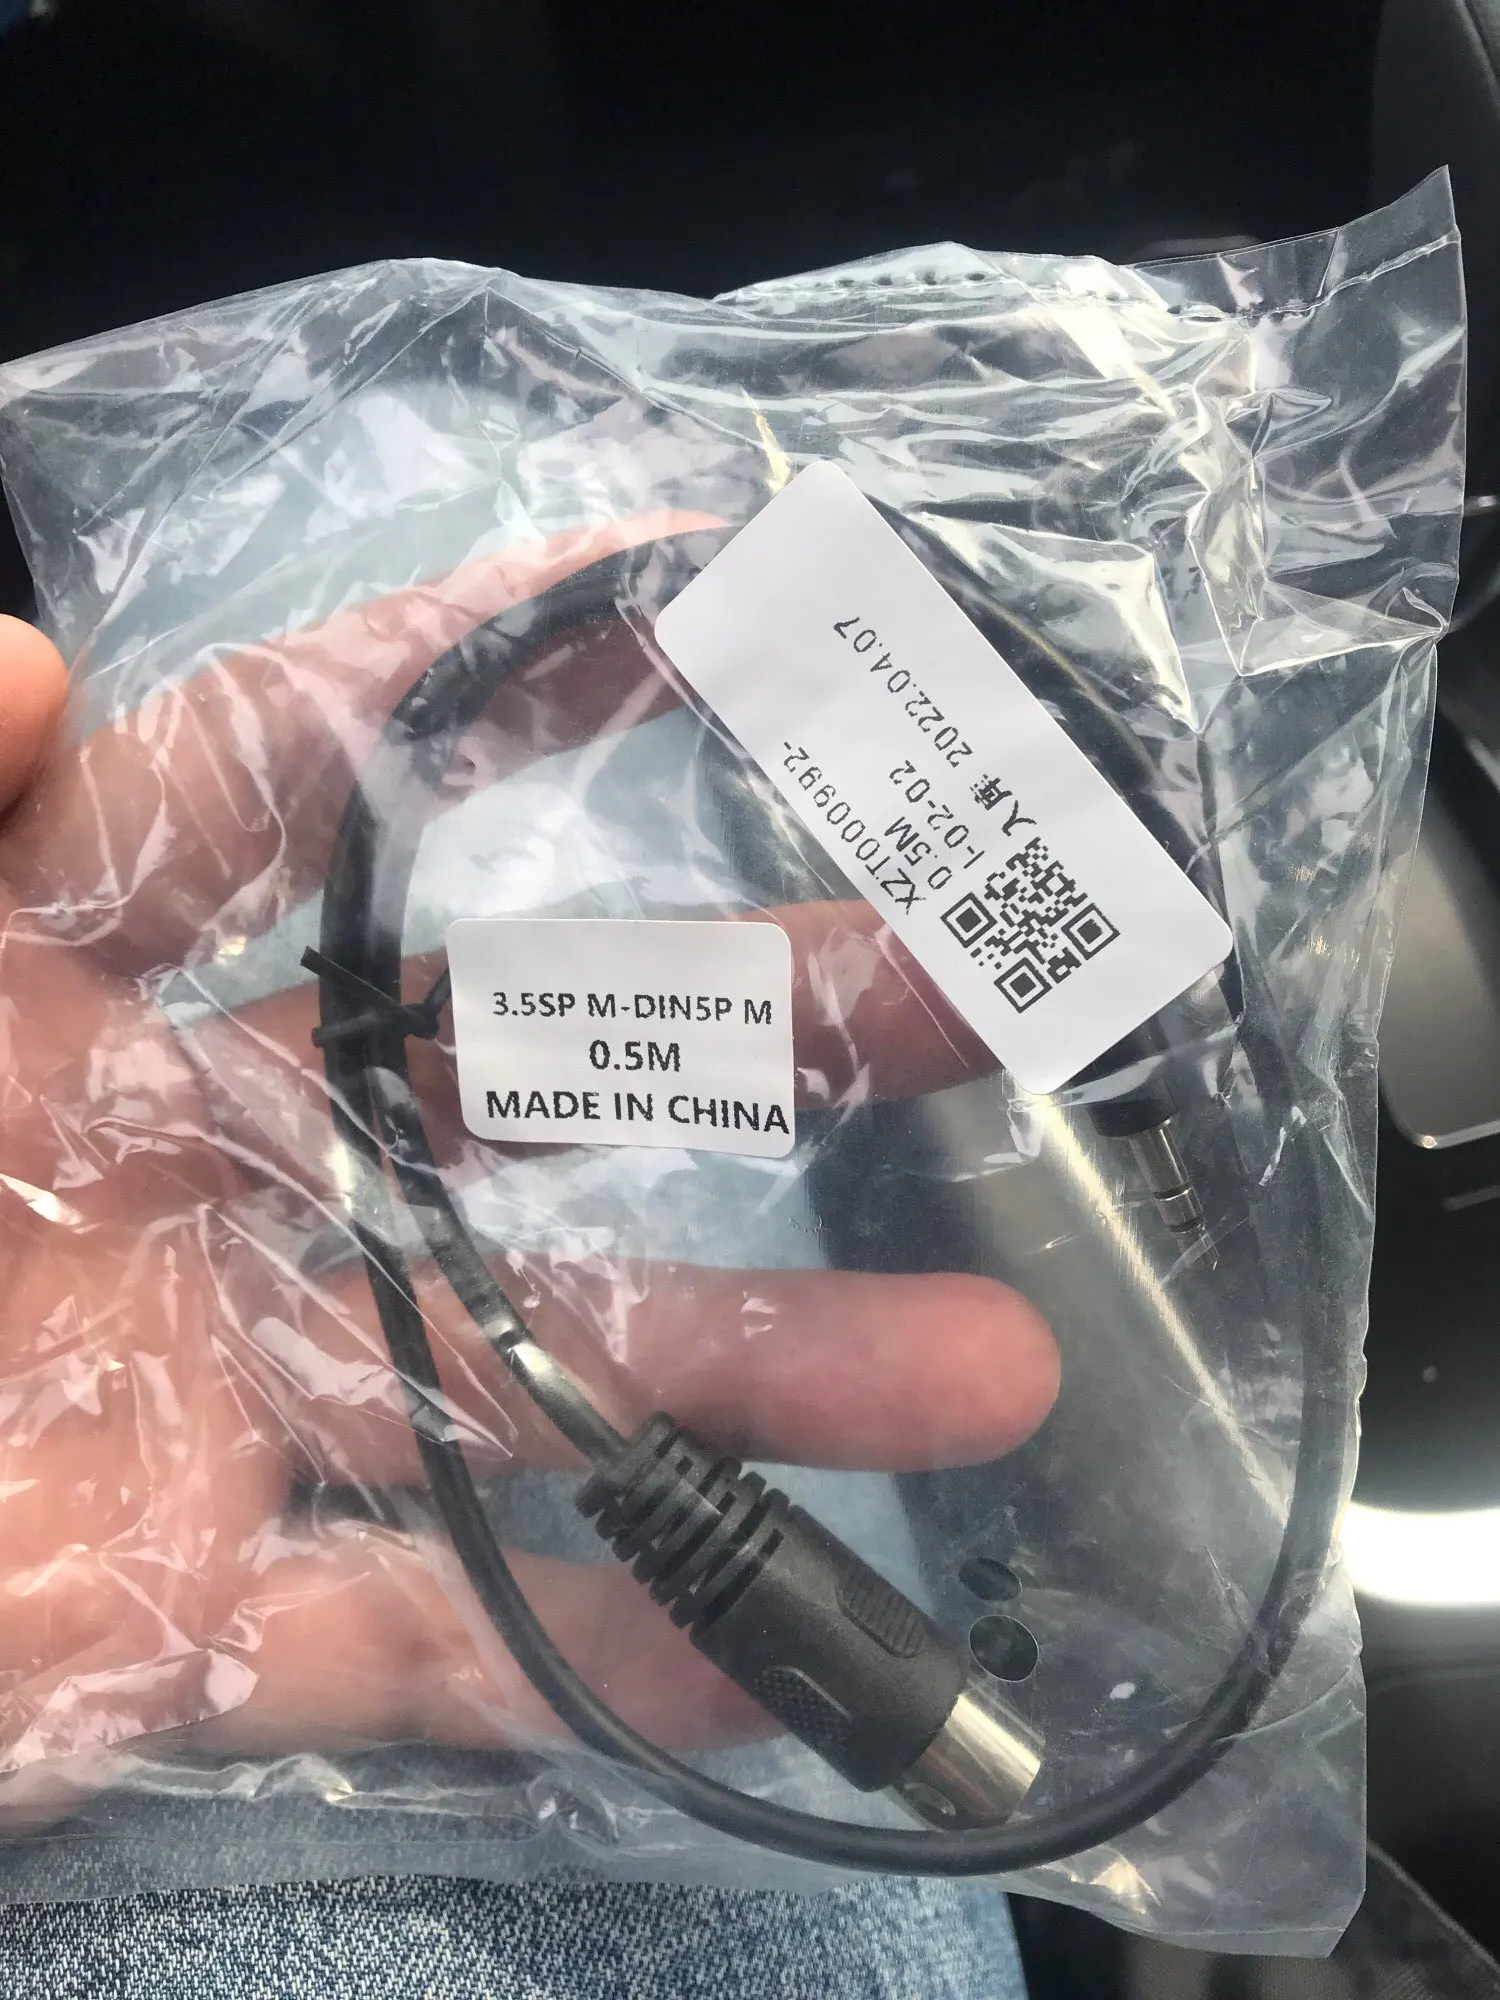 XZT000992-
0.5M
I-02-02
入库 2022.04.07
3.5SP M-DIN5P M
0.5M
MADE IN CHINA